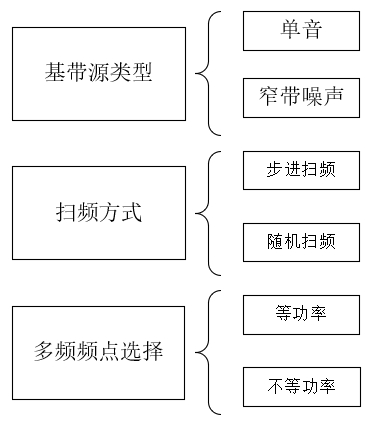 基带源类型
单音
窄带噪声
扫频方式
步进扫频
随机扫频
多频频点选择
等功率
不等功率